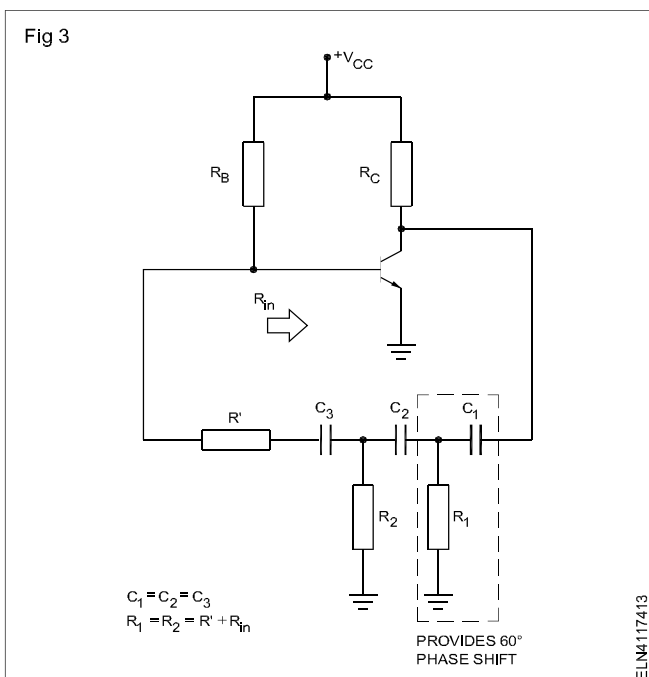 Fig 3
+VCC
RB
RC
Rin
R'
C3
C2
C1
R2
R1
C1 = C2 = C3
R1 = R2 = R' + Rin
PROVIDES 60°
PHASE SHIFT
ELN4117413